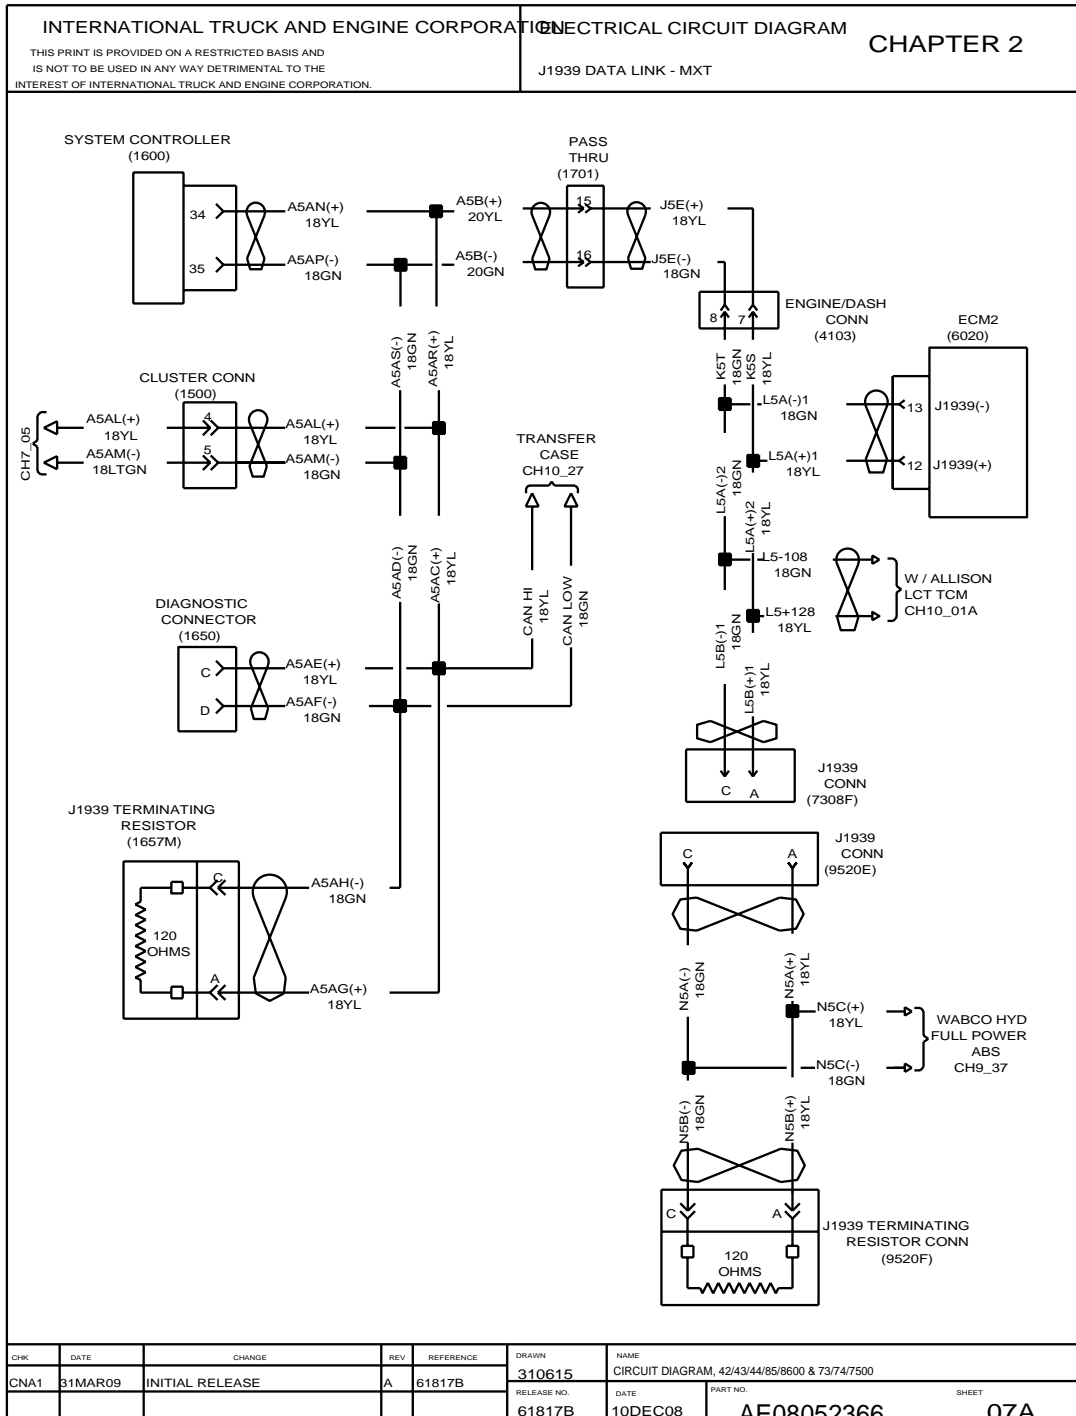 INTERNATIONAL TRUCK AND ENGINE CORPORATION
THIS PRINT IS PROVIDED ON A RESTRICTED BASIS AND
IS NOT TO BE USED IN ANY WAY DETRIMENTAL TO THE
INTEREST OF INTERNATIONAL TRUCK AND ENGINE CORPORATION.
ELECTRICAL CIRCUIT DIAGRAM
J1939 DATA LINK - MXT
CHAPTER 2
SYSTEM CONTROLLER
(1600)
34
35
A5AN(+)
18YL
A5AP(-)
18GN
A5B(+)
20YL
A5B(-)
20GN
PASS
THRU
(1701)
15
16
J5E(+)
18YL
J5E(-)
18GN
ENGINE/DASH
CONN
(4103)
8
7
K5T
18GN
K5S
18YL
ECM2
(6020)
13
J1939(-)
12
J1939(+)
L5A(-)1
18GN
L5A(+)1
18YL
A5AS(-)
18GN
A5AR(+)
18YL
CLUSTER CONN
(1500)
4
5
CH7_05
A5AL(+)
18YL
A5AM(-)
18LTGN
A5AL(+)
18YL
A5AM(-)
18GN
TRANSFER
CASE
CH10_27
L5A(-)2
18GN
L5A(+)2
18YL
A5AD(-)
18GN
A5AC(+)
18YL
CAN HI
18YL
CAN LOW
18GN
L5-108
18GN
L5+128
18YL
W / ALLISON
LCT TCM
CH10_01A
DIAGNOSTIC
CONNECTOR
(1650)
C
D
A5AE(+)
18YL
A5AF(-)
18GN
L5B(-)1
18GN
L5B(+)1
18YL
C
A
J1939
CONN
(7308F)
J1939 TERMINATING
RESISTOR
(1657M)
C
A
120
OHMS
A5AH(-)
18GN
A5AG(+)
18YL
J1939
CONN
(9520E)
C
A
N5A(-)
18GN
N5A(+)
18YL
N5C(+)
18YL
N5C(-)
18GN
WABCO HYD
FULL POWER
ABS
CH9_37
N5B(-)
18GN
N5B(+)
18YL
C
A
J1939 TERMINATING
RESISTOR CONN
(9520F)
120
OHMS
CHK
DATE
CHANGE
REV
REFERENCE
CNA1
31MAR09
INITIAL RELEASE
A
61817B
DRAWN
310615
NAME
CIRCUIT DIAGRAM, 42/43/44/85/8600 & 73/74/7500
RELEASE NO.
61817B
DATE
10DEC08
PART NO.
AE08052366
SHEET
07A